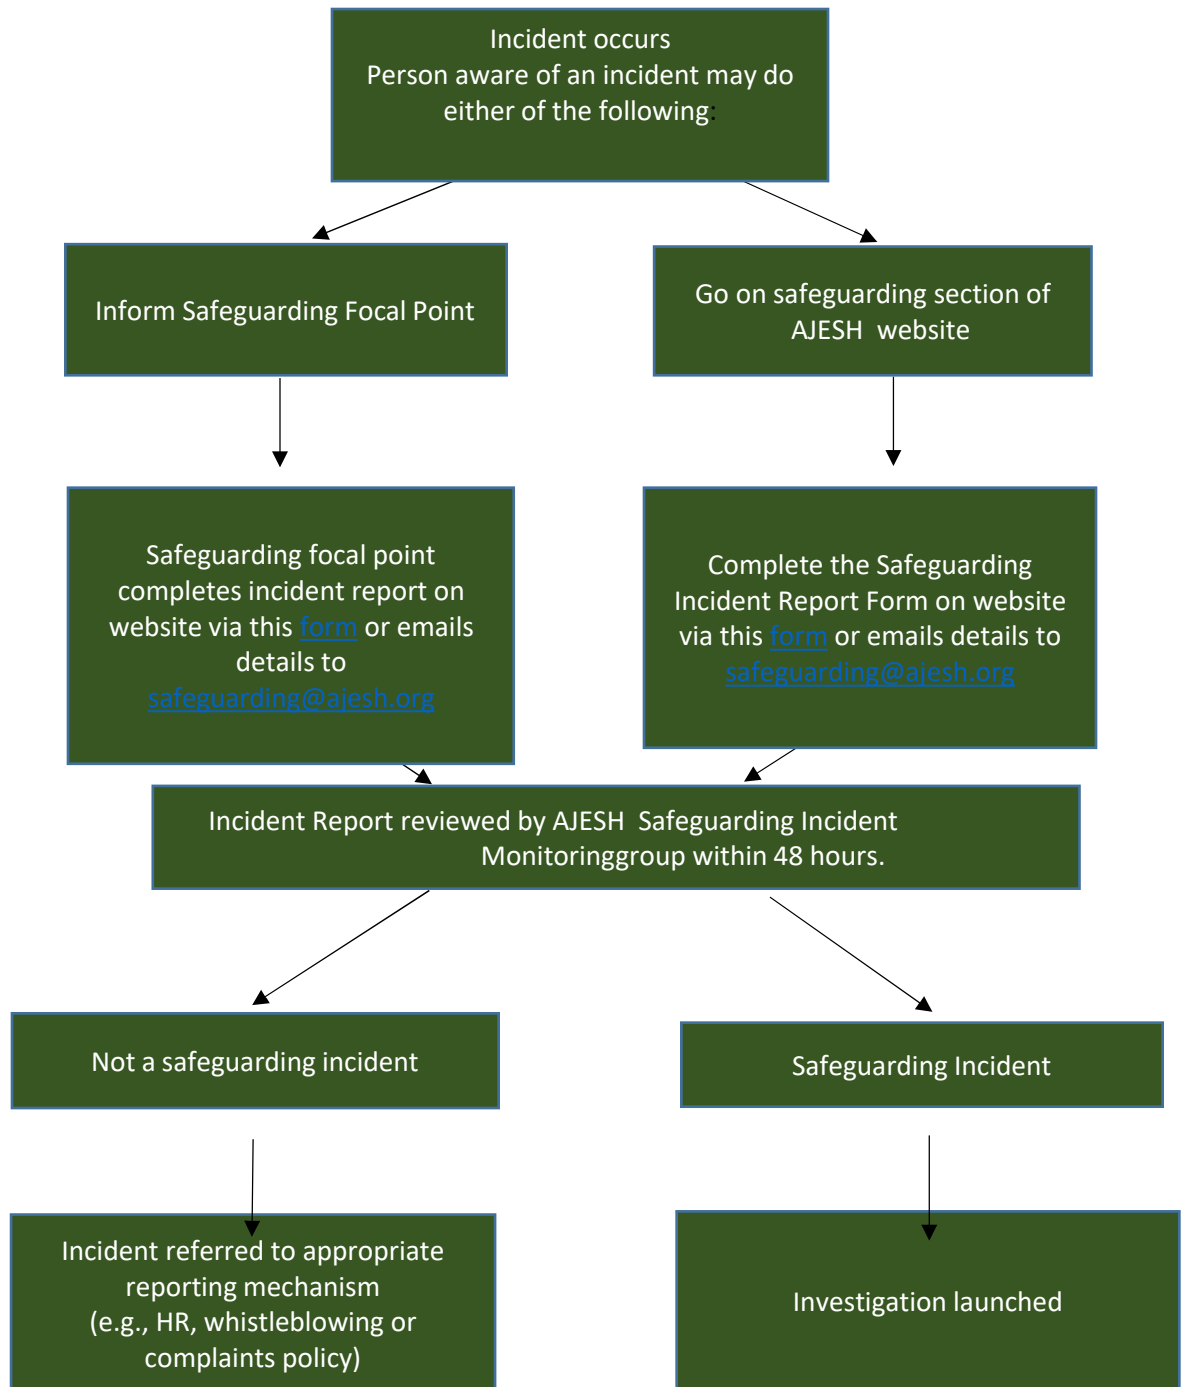 Incident occurs
Person aware of an incident may do
either of the following:
Inform Safeguarding Focal Point
Go on safeguarding section of
AJESH website
Safeguarding focal point
completes incident report on
website via this form or emails
details to
safeguarding@ajesh.org
Complete the Safeguarding
Incident Report Form on website
via this form or emails details to
safeguarding@ajesh.org
Incident Report reviewed by AJESH Safeguarding Incident
Monitoringgroup within 48 hours.
Not a safeguarding incident
Safeguarding Incident
Incident referred to appropriate
reporting mechanism
(e.g., HR, whistleblowing or
complaints policy)
Investigation launched